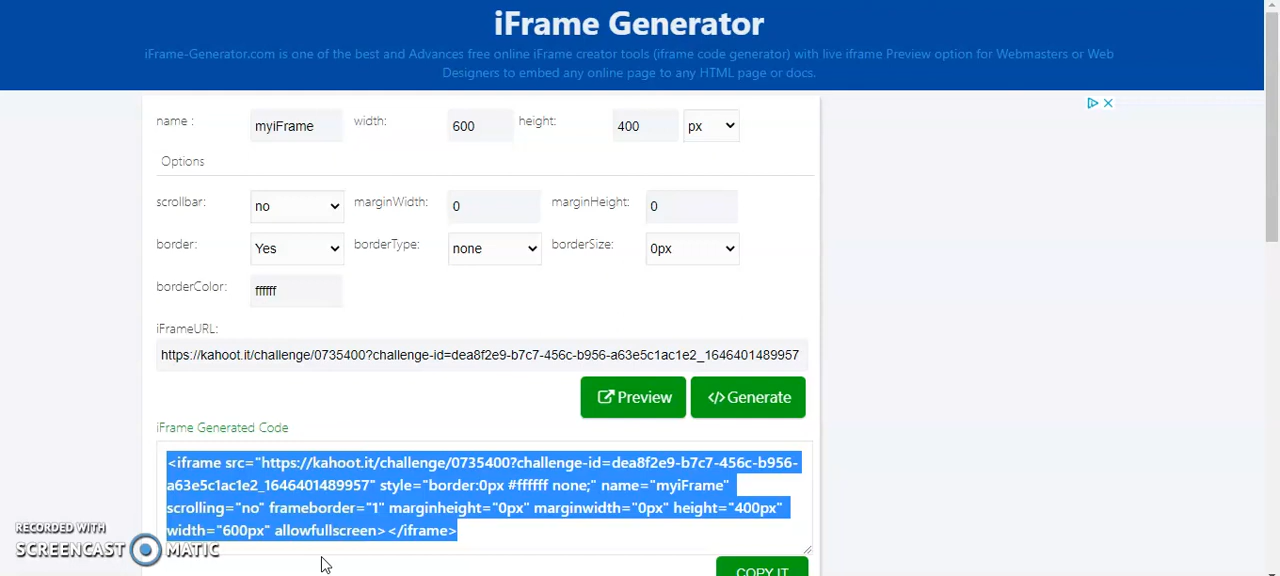 iFrame Generator
iFrame-Generator.com is one of the best and Advances free online iFrame creator tools (iframe code generator) with live iframe Preview option for Webmasters or Web
Designers to embed any online page to any HTML page or docs.
name : myiFrame width: 600 height: 400 px
Options
scrollbar: no marginWidth: 0 marginHeight: 0
border: Yes borderType: none borderSize: 0px
borderColor: ffffff
iFrameURL:
https://kahoot.it/challenge/0735400?challenge-id=dea8f2e9-b7c7-456c-b956-a63e5c1ac1e2_1646401489957
Preview </> Generate
iFrame Generated Code
<iframe src="https://kahoot.it/challenge/0735400?challenge-id=dea8f2e9-b7c7-456c-b956-
a63e5c1ac1e2_1646401489957" style="border:0px #ffffff none;" name="myiFrame"
scrolling="no" frameborder="1" marginheight="0px" marginwidth="0px" height="400px"
width="600px" allowfullscreen></iframe>
COPY IT
RECORDED WITH
SCREENCAST MATIC